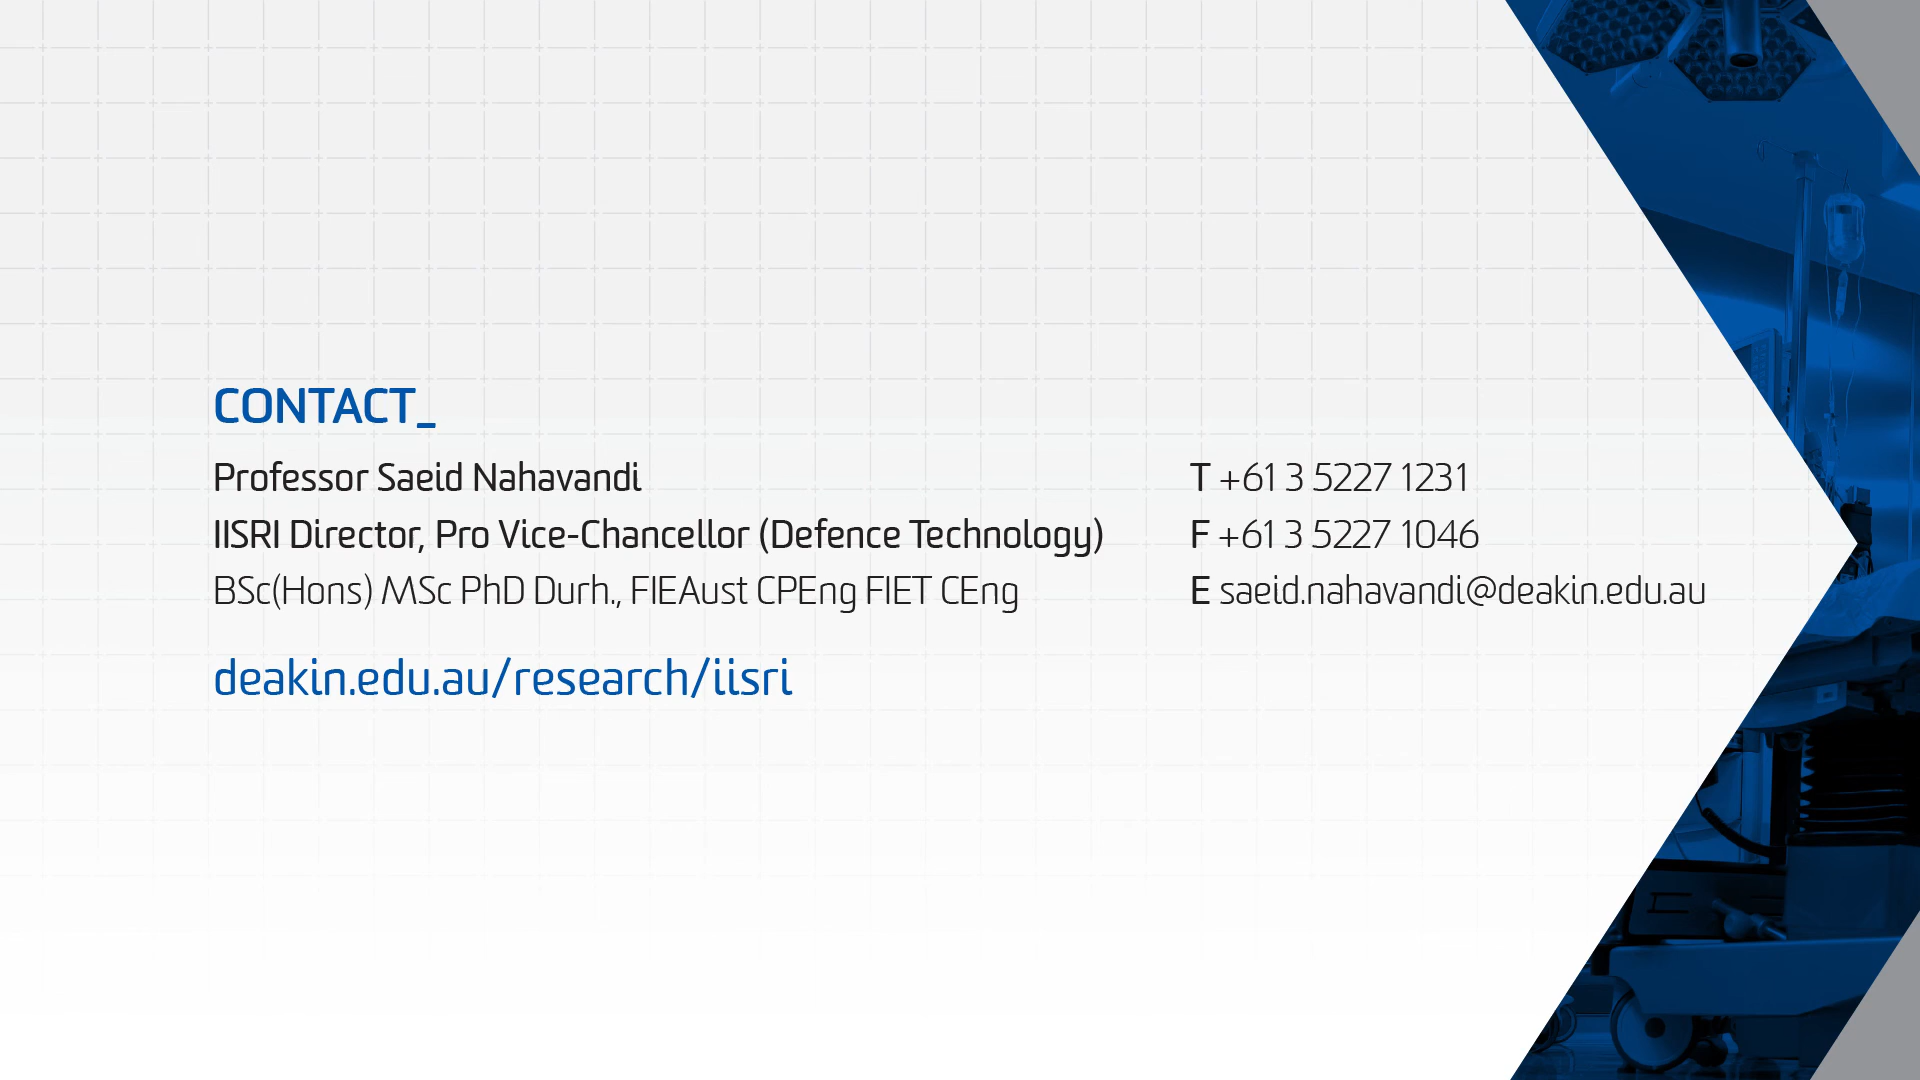 CONTACT_
Professor Saeid Nahavandi
IISRI Director, Pro Vice-Chancellor (Defence Technology)
BSc(Hons) MSc PhD Durh., FIEAust CPEng FIET CEng
deakin.edu.au/research/iisri
T +61 3 5227 1231
F +61 3 5227 1046
E saeid.nahavandi@deakin.edu.au